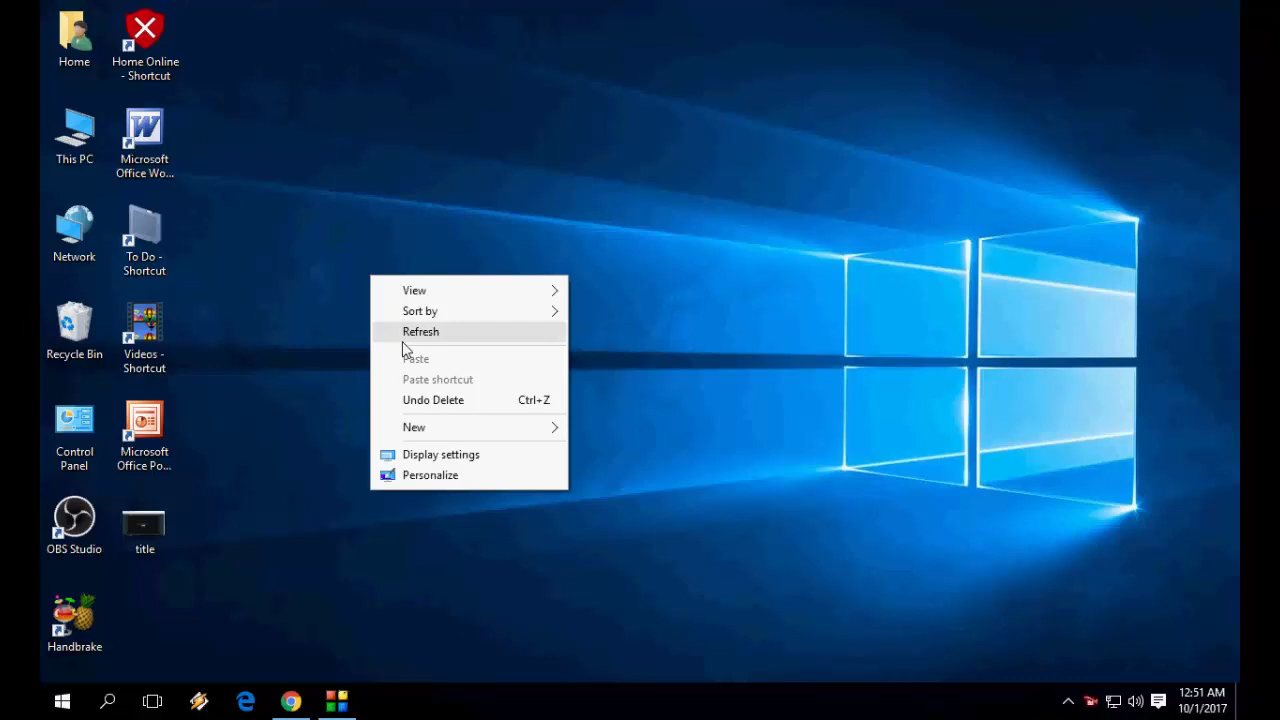 Home
Home Online
- Shortcut
This PC
Microsoft
Office Wo...
Network
To Do -
Shortcut
Recycle Bin
Videos -
Shortcut
Control
Panel
Microsoft
Office Po...
OBS Studio
title
Handbrake
View
Sort by
Refresh
Paste
Paste shortcut
Undo Delete Ctrl+Z
New
Display settings
Personalize
12:51 AM
10/1/2017